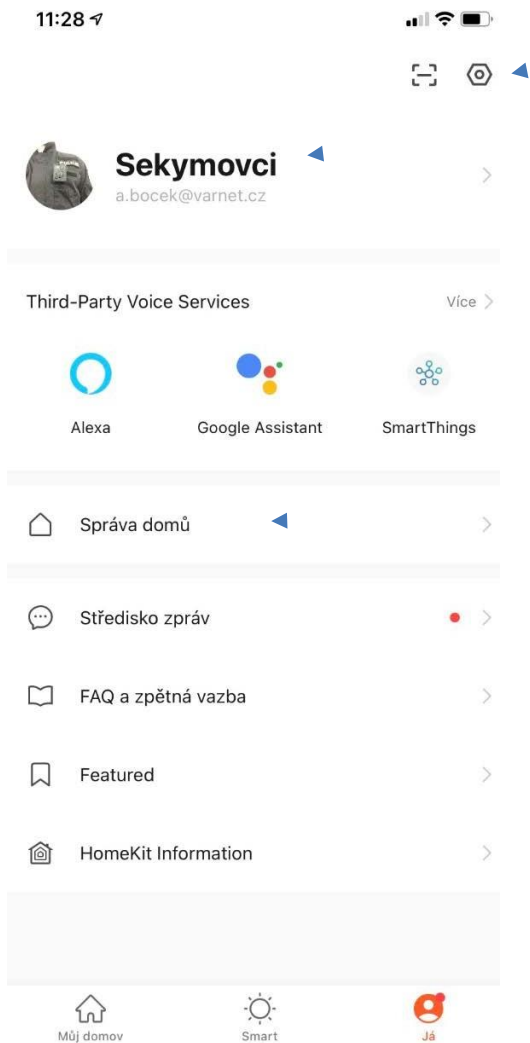 11:28
Sekymovci
a.bocek@varnet.cz
Third-Party Voice Services Více
Alexa Google Assistant SmartThings
Správa domů
Středisko zpráv
FAQ a zpětná vazba
Featured
HomeKit Information
Můj domov Smart Já